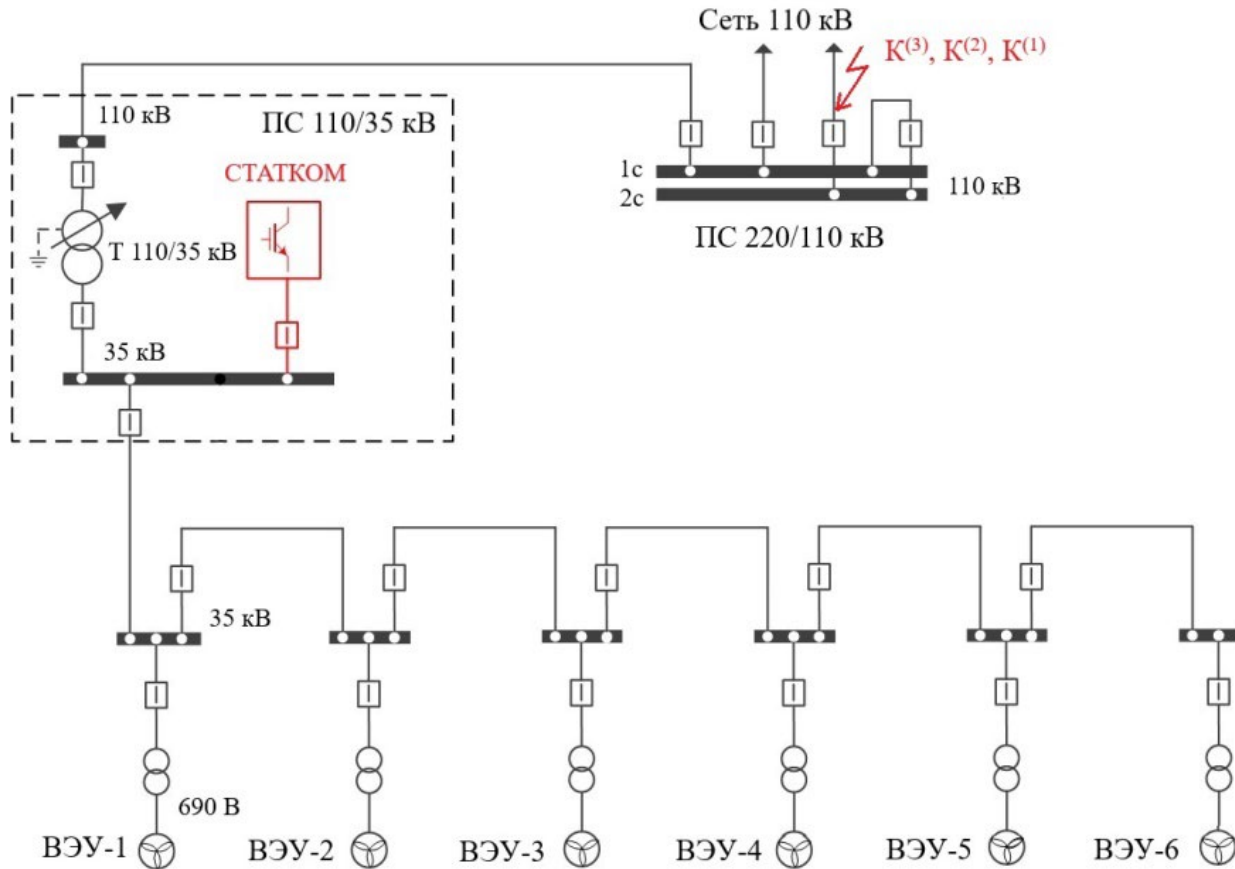 Сеть 110 кВ
К(3), К(2), К(1)
110 кВ
ПС 110/35 кВ
СТАТКОМ
1с
2с
110 кВ
ПС 220/110 кВ
Т 110/35 кВ
35 кВ
35 кВ
690 В
ВЭУ-1
ВЭУ-2
ВЭУ-3
ВЭУ-4
ВЭУ-5
ВЭУ-6